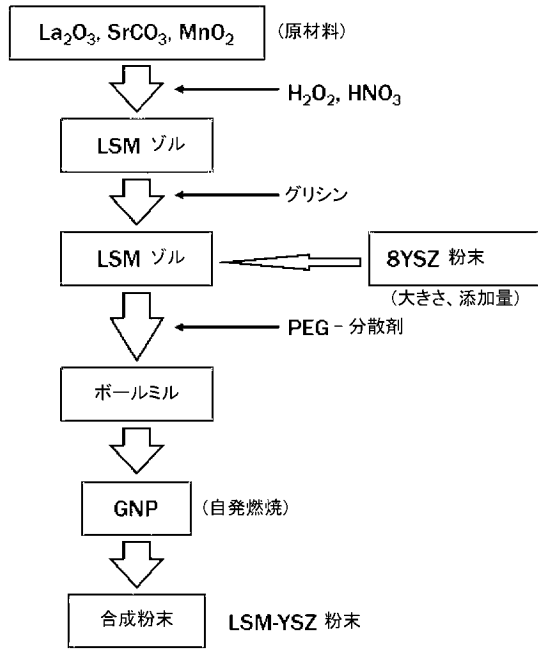 La₂O₃, SrCO₃, MnO₂ (原材料)
H₂O₂, HNO₃
LSM ゾル
グリシン
LSM ゾル
8YSZ 粉末
(大きさ、添加量)
PEG - 分散剤
ボールミル
GNP (自発燃焼)
合成粉末 LSM-YSZ 粉末